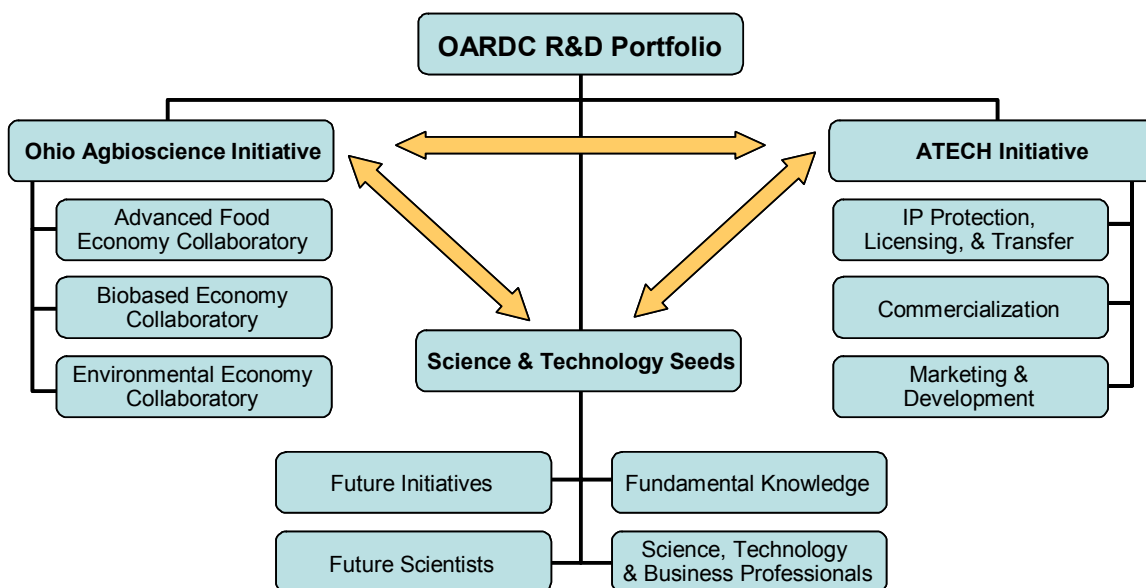 OARDC R&D Portfolio
Ohio Agbioscience Initiative
ATECH Initiative
Advanced Food
Economy Collaboratory
Biobased Economy
Collaboratory
Environmental Economy
Collaboratory
IP Protection,
Licensing, & Transfer
Commercialization
Marketing &
Development
Science & Technology Seeds
Future Initiatives
Fundamental Knowledge
Future Scientists
Science, Technology
& Business Professionals